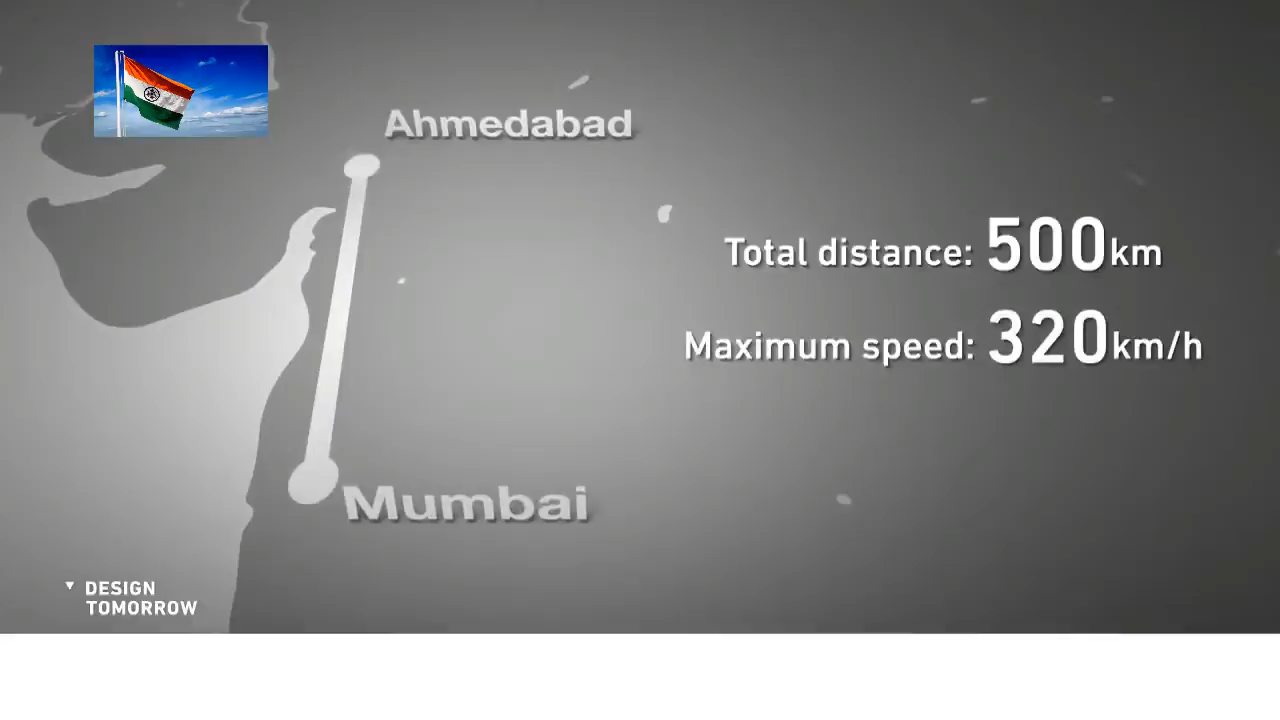 Ahmedabad
Total distance: 500km
Maximum speed: 320km/h
Mumbai
DESIGN
TOMORROW